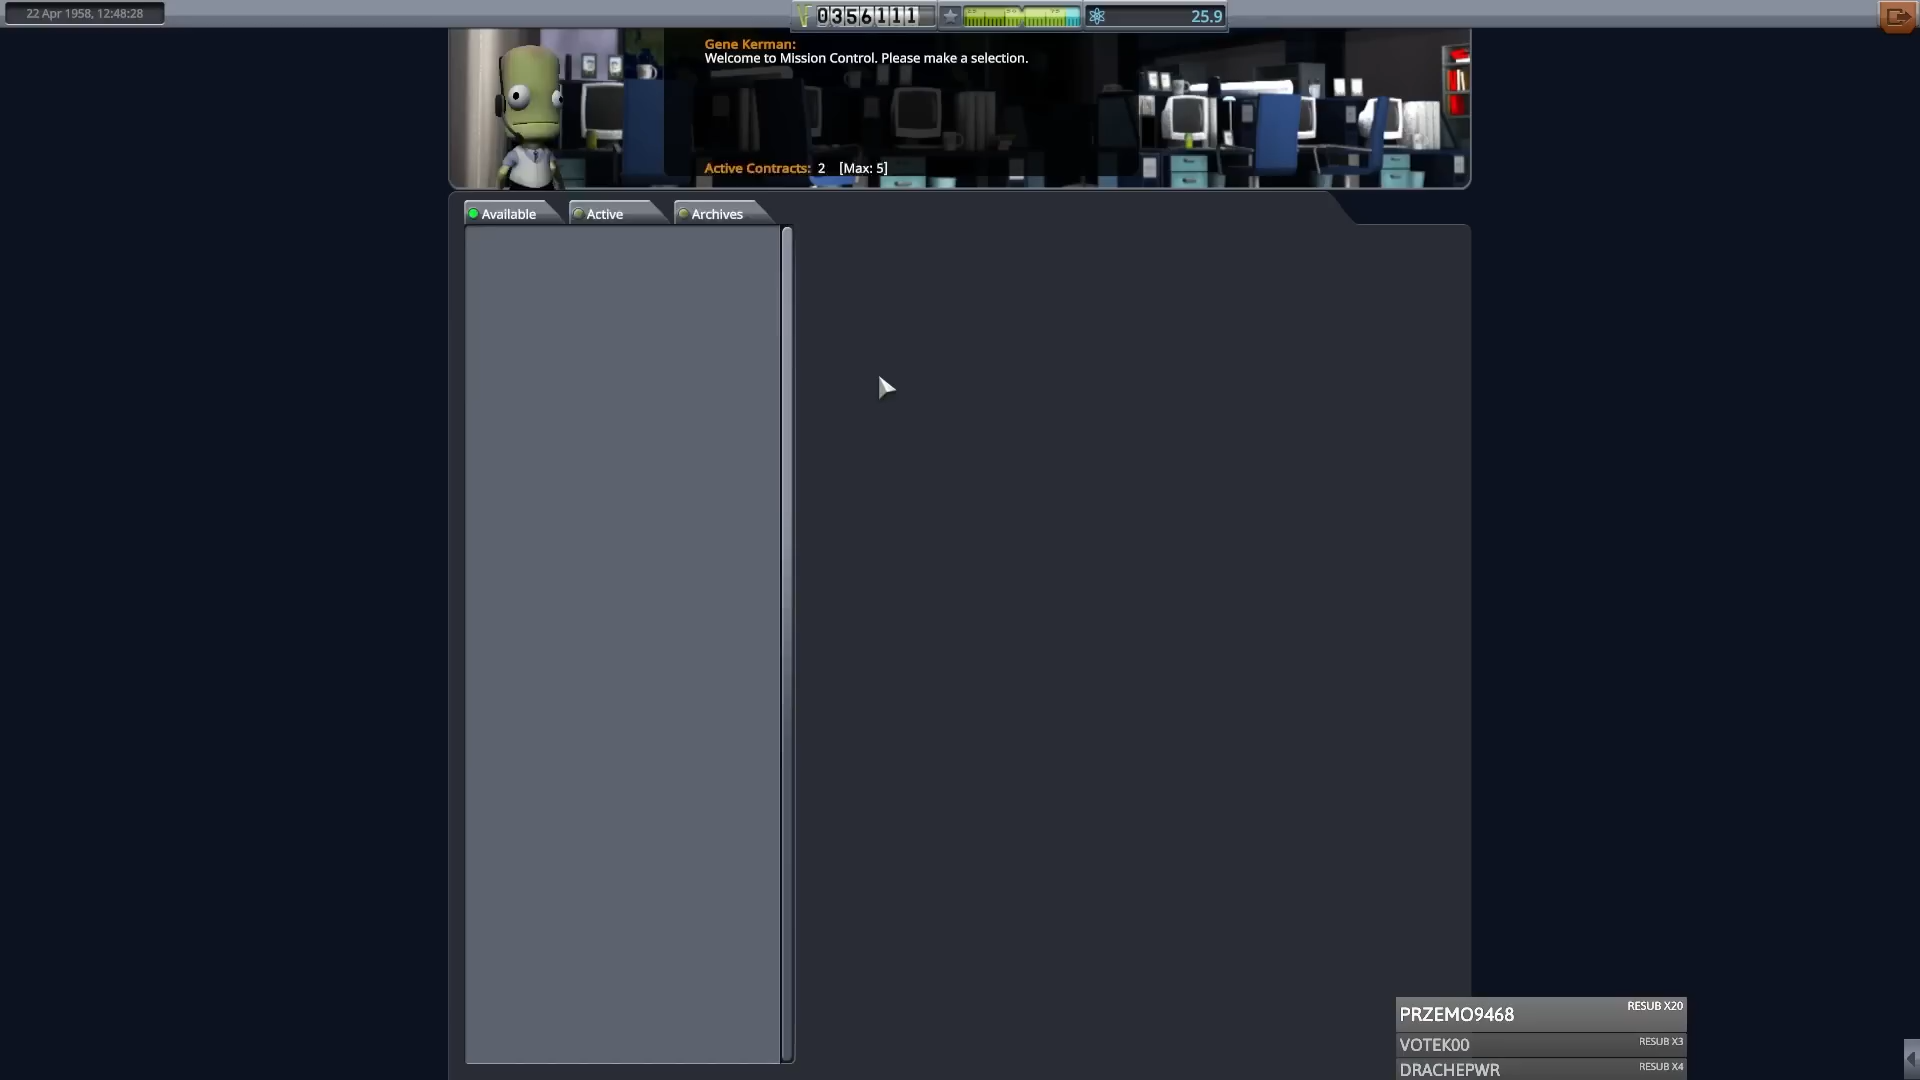 22 Apr 1958, 12:48:28
0356111
25.9
Gene Kerman:
Welcome to Mission Control. Please make a selection.
Active Contracts: 2 [Max: 5]
Available
Active
Archives
PRZEMO9468 RESUB X20
VOTEK00 RESUB X3
DRACHEPWR RESUB X4